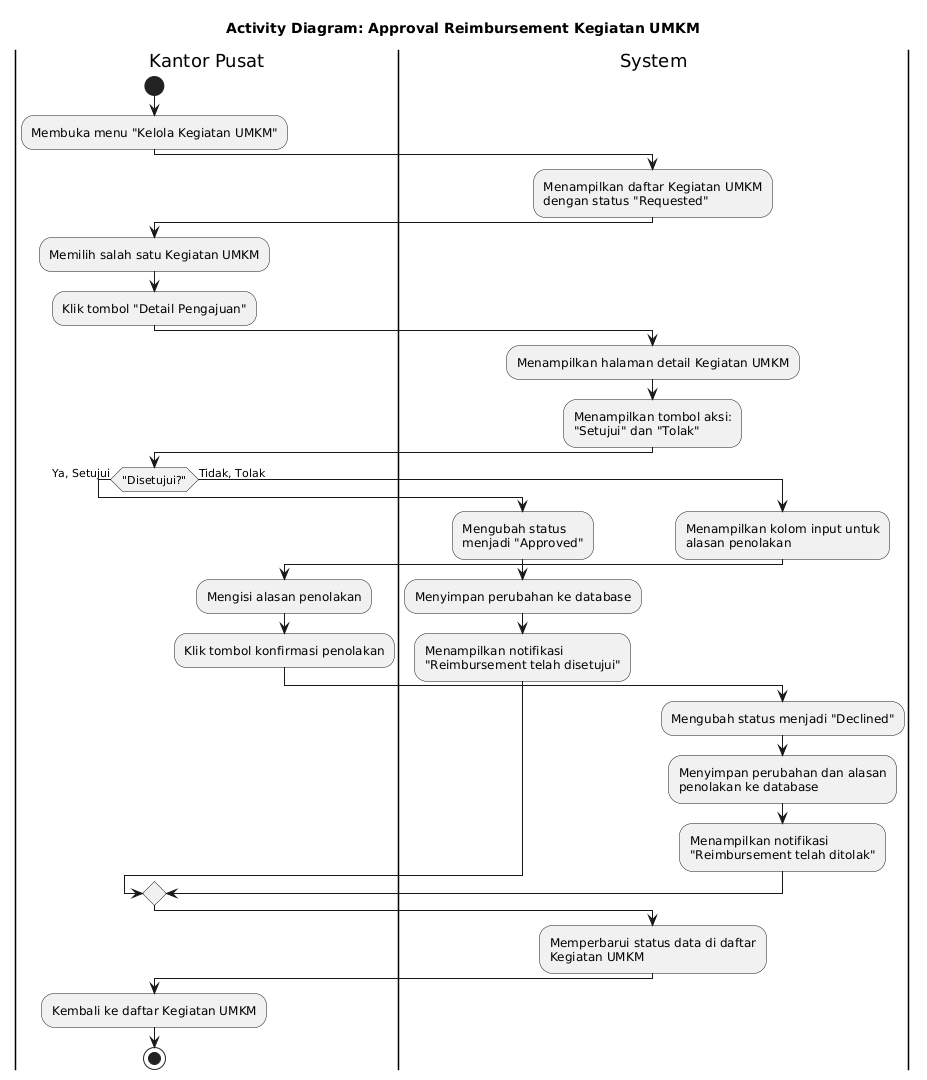 Activity Diagram: Approval Reimbursement Kegiatan UMKM
Kantor Pusat
System
Membuka menu "Kelola Kegiatan UMKM"
Menampilkan daftar Kegiatan UMKM
dengan status "Requested"
Memilih salah satu Kegiatan UMKM
Klik tombol "Detail Pengajuan"
Menampilkan halaman detail Kegiatan UMKM
Menampilkan tombol aksi:
"Setujui" dan "Tolak"
Ya, Setujui
"Disetujui?"
Tidak, Tolak
Mengubah status
menjadi "Approved"
Menampilkan kolom input untuk
alasan penolakan
Mengisi alasan penolakan
Menyimpan perubahan ke database
Klik tombol konfirmasi penolakan
Menampilkan notifikasi
"Reimbursement telah disetujui"
Mengubah status menjadi "Declined"
Menyimpan perubahan dan alasan
penolakan ke database
Menampilkan notifikasi
"Reimbursement telah ditolak"
Memperbarui status data di daftar
Kegiatan UMKM
Kembali ke daftar Kegiatan UMKM